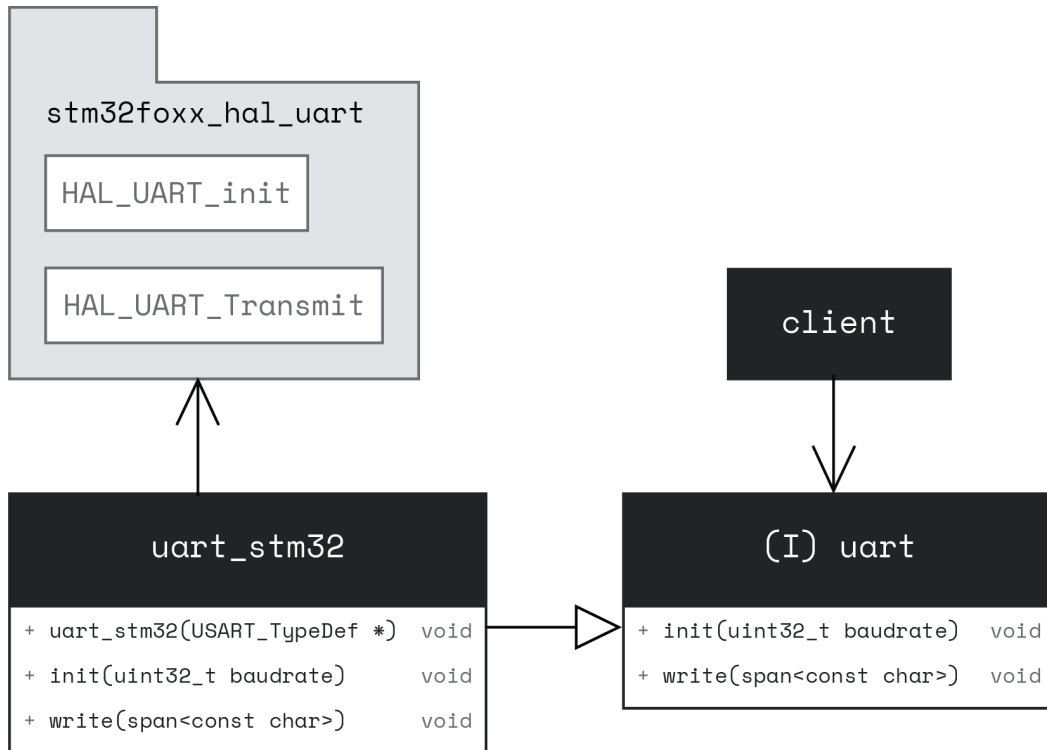 stm32foxx_hal_uart
HAL_UART_init
HAL_UART_Transmit
client
uart_stm32
+ uart_stm32(USART_TypeDef *) void
+ init(uint32_t baudrate) void
+ write(span<const char>) void
(I) uart
+ init(uint32_t baudrate) void
+ write(span<const char>) void